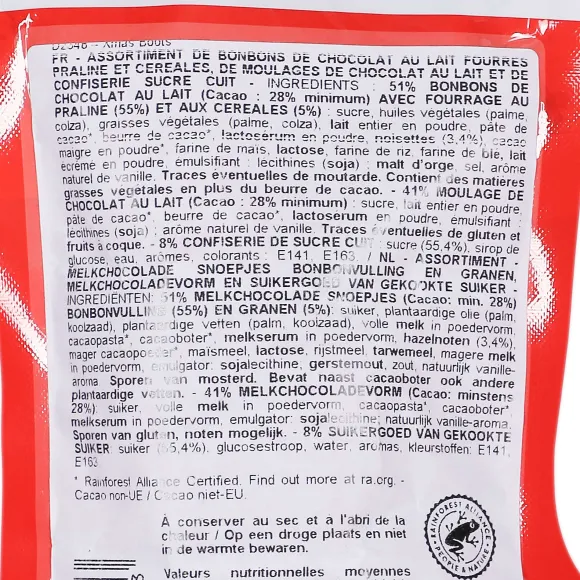 D2548 - Xmas Boots
FR - ASSORTIMENT DE BONBONS DE CHOCOLAT AU LAIT FOURRES
PRALINE ET CEREALES, DE MOULAGES DE CHOCOLAT AU LAIT ET DE
CONFISERIE SUCRE CUIT - INGREDIENTS : 51% BONBONS DE
CHOCOLAT AU LAIT (Cacao : 28% minimum) AVEC FOURRAGE AU
PRALINE (55%) ET AUX CEREALES (5%) : sucre, huiles végétales (palme,
colza), graisses végétales (palme, colza), lait entier en poudre, pâte de
cacao*, beurre de cacao*, lactosérum en poudre, noisettes (3,4%), cacao
maigre en poudre*, farine de maïs, lactose, farine de riz, farine de blé, lait
écrémé en poudre, émulsifiant : lécithines (soja) ; malt d'orge, sel, arôme
naturel de vanille. Traces éventuelles de moutarde. Contient des matières
grasses végétales en plus du beurre de cacao. - 41% MOULAGE DE
CHOCOLAT AU LAIT (Cacao : 28% minimum) : sucre, lait entier en poudre,
pâte de cacao*, beurre de cacao*, lactosérum en poudre, émulsifiant :
lécithines (soja) ; arôme naturel de vanille. Traces éventuelles de gluten et
fruits à coque. - 8% CONFISERIE DE SUCRE CUIT : sucre (55,4%), sirop de
glucose, eau, arômes, colorants : E141, E163. / NL - ASSORTIMENT -
MELKCHOCOLADE SNOEPJES BONBONVULLING EN GRANEN,
MELKCHOCOLADEVORM EN SUIKERGOED VAN GEKOOKTE SUIKER -
INGREDIËNTEN: 51% MELKCHOCOLADE SNOEPJES (Cacao: min. 28%)
BONBONVULLING (55%) EN GRANEN (5%): suiker, plantaardige olie (palm,
koolzaad), plantaardige vetten (palm, koolzaad), volle melk in poedervorm,
cacaopasta*, cacaoboter*, melkserum in poedervorm, hazelnoten (3,4%),
mager cacaopoeder*, maïsmeel, lactose, rijstmeel, tarwemeel, magere melk
in poedervorm, emulgator: sojalecithine, gerstemout, zout, natuurlijk vanille-
aroma Sporen van mosterd. Bevat naast cacaoboter ook andere
plantaardige vetten. - 41% MELKCHOCOLADEVORM (Cacao: minstens
28%): suiker, volle melk in poedervorm, cacaopasta*, cacaoboter*,
melkserum in poedervorm, emulgator: sojalecithine; natuurlijk vanille-aroma.
Sporen van gluten, noten mogelijk. - 8% SUIKERGOED VAN GEKOOKTE
SUIKER suiker (55,4%), glucosestroop, water, aromas, kleurstoffen: E141,
E163.
* Rainforest Alliance Certified. Find out more at ra.org. -
Cacao non-UE / Cacao niet-EU.
À conserver au sec et à l'abri de la
chaleur / Op een droge plaats en niet
in de warmte bewaren.
RAINFOREST ALLIANCE
PEOPLE & NATURE
Valeurs nutritionnelles moyennes